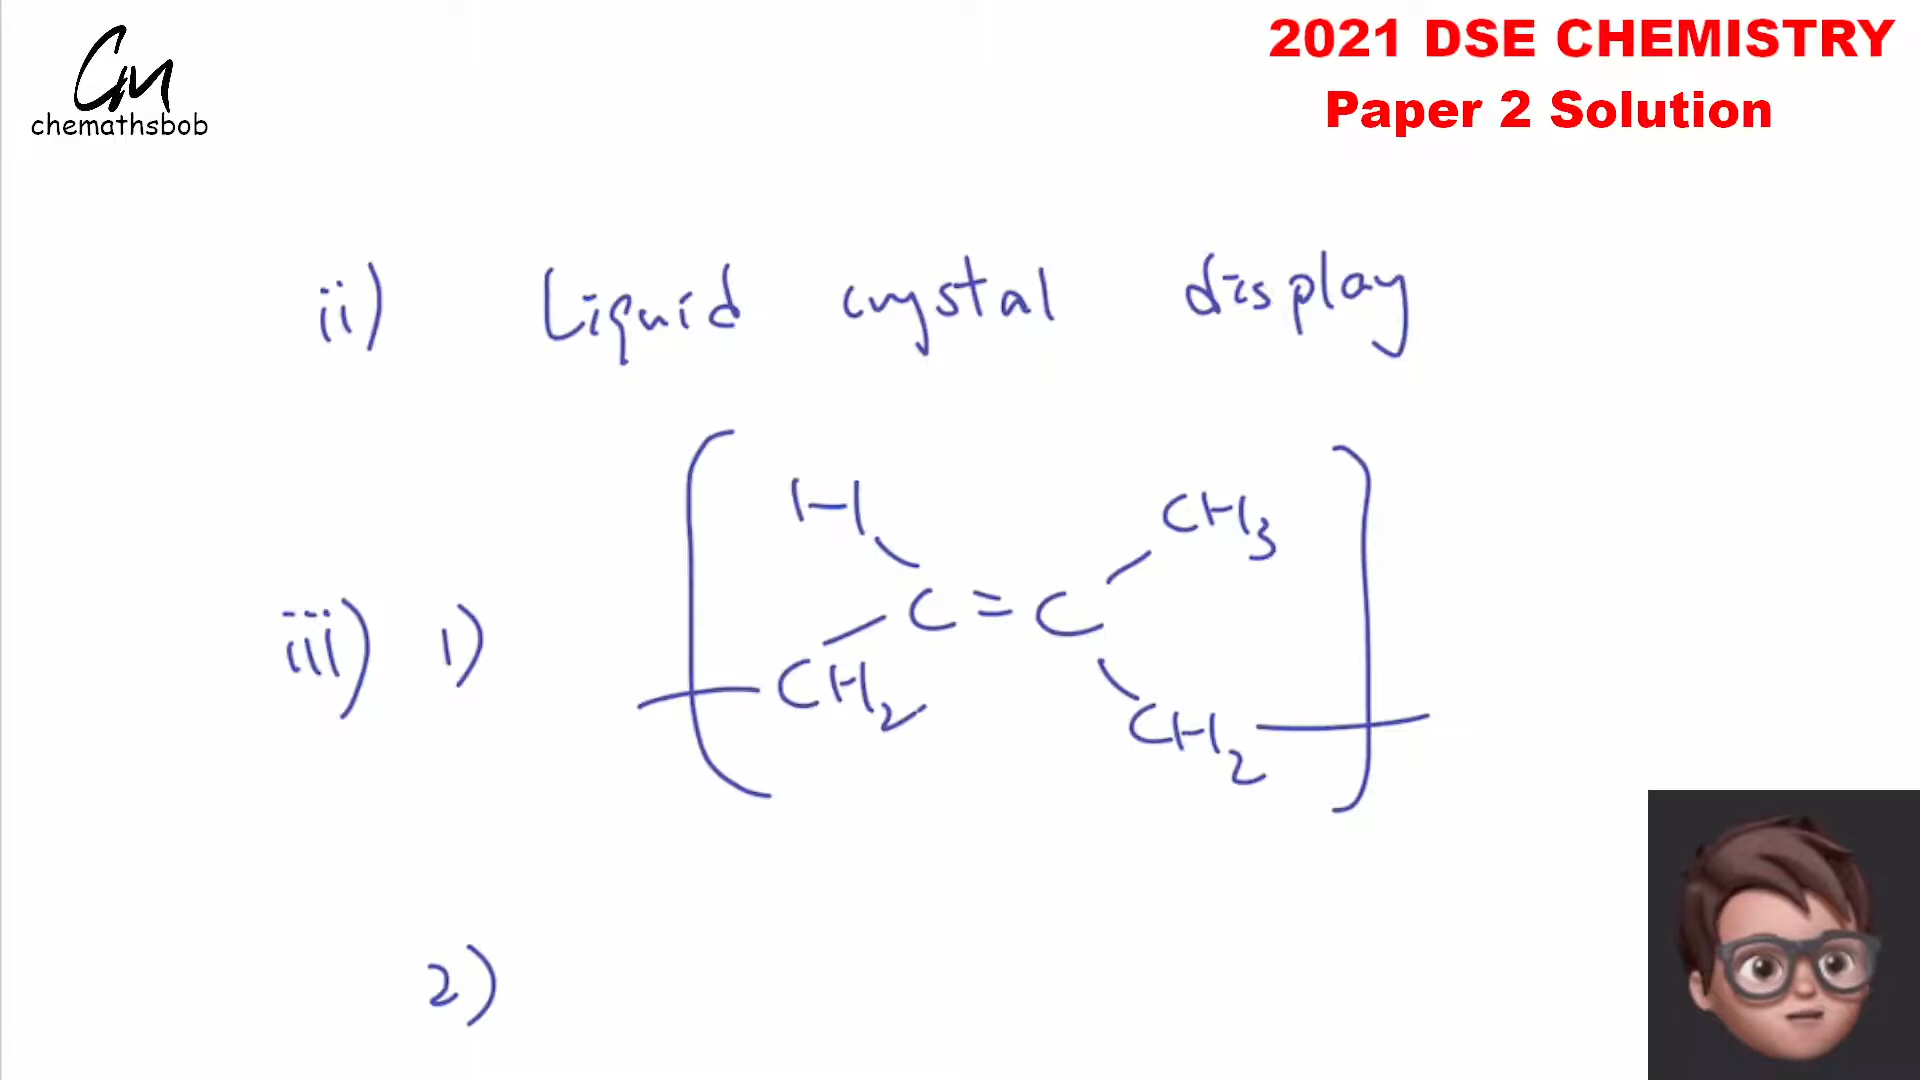 Cm
chemathsbob
2021 DSE CHEMISTRY
Paper 2 Solution
ii) Liquid crystal display
H CH3
C = C
iii) 1)
CH2 CH2
2)